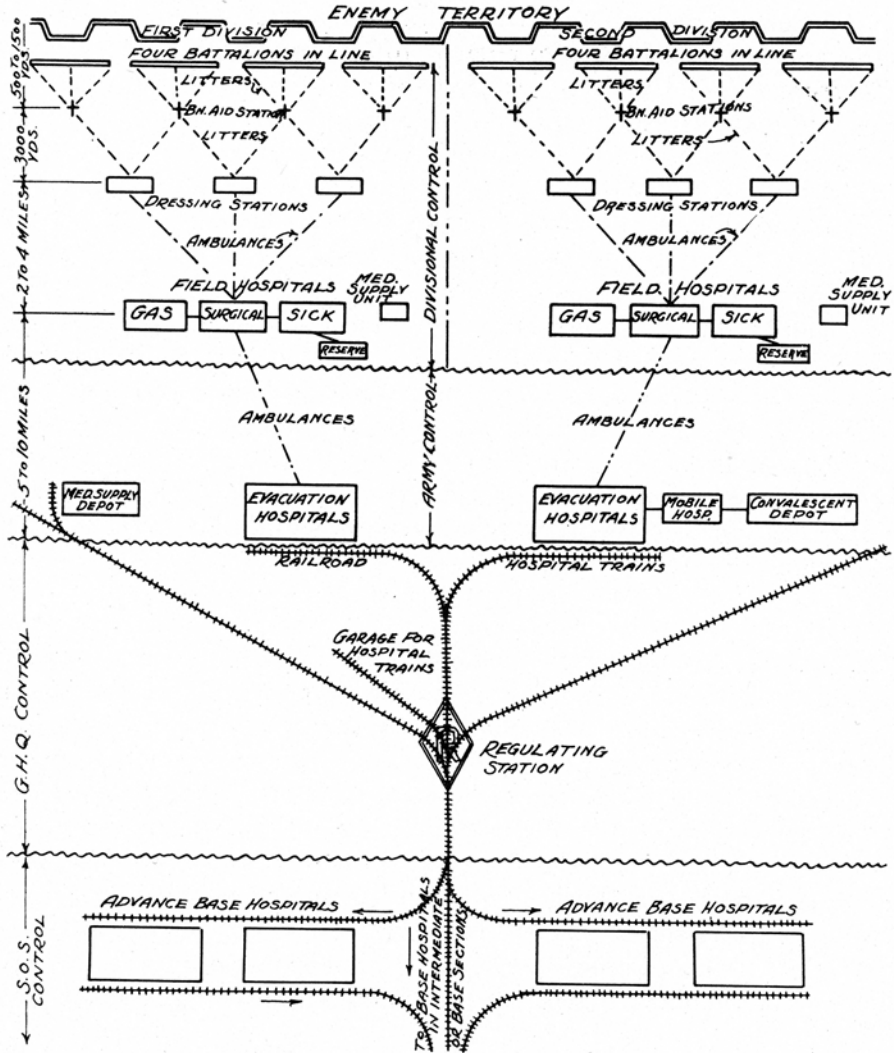 ENEMY TERRITORY
FIRST DIVISION
SECOND DIVISION
FOUR BATTALIONS IN LINE
FOUR BATTALIONS IN LINE
500 TO 1500
YDS.
LITTERS
LITTERS
BN. AID STATION
BN. AID STATIONS
LITTERS
LITTERS
3000
YDS.
DRESSING STATIONS
DRESSING STATIONS
2 TO 4 MILES
AMBULANCES
AMBULANCES
DIVISIONAL CONTROL
FIELD HOSPITALS
MED.
SUPPLY
UNIT
FIELD HOSPITALS
MED.
SUPPLY
UNIT
GAS
SURGICAL
SICK
RESERVE
GAS
SURGICAL
SICK
RESERVE
5 TO 10 MILES
AMBULANCES
ARMY CONTROL
AMBULANCES
MED. SUPPLY
DEPOT
EVACUATION
HOSPITALS
EVACUATION
HOSPITALS
MOBILE
HOSP.
CONVALESCENT
DEPOT
RAILROAD
HOSPITAL TRAINS
GARAGE FOR
HOSPITAL
TRAINS
G.H.Q. CONTROL
R
REGULATING
STATION
ADVANCE BASE HOSPITALS
ADVANCE BASE HOSPITALS
S.O.S.
CONTROL
TO BASE HOSPITALS
IN INTERMEDIATE
OR BASE SECTIONS